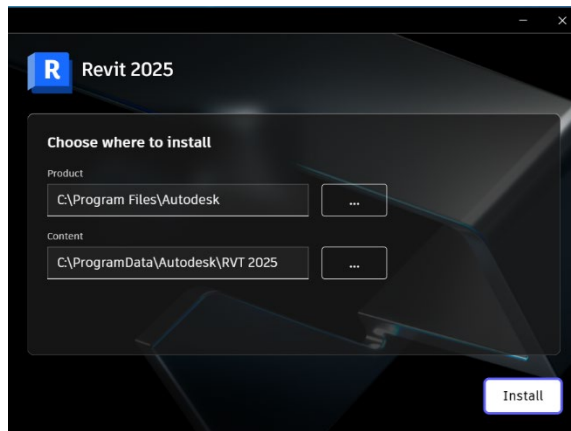 R Revit 2025
Choose where to install
Product
C:\Program Files\Autodesk
...
Content
C:\ProgramData\Autodesk\RVT 2025
...
Install